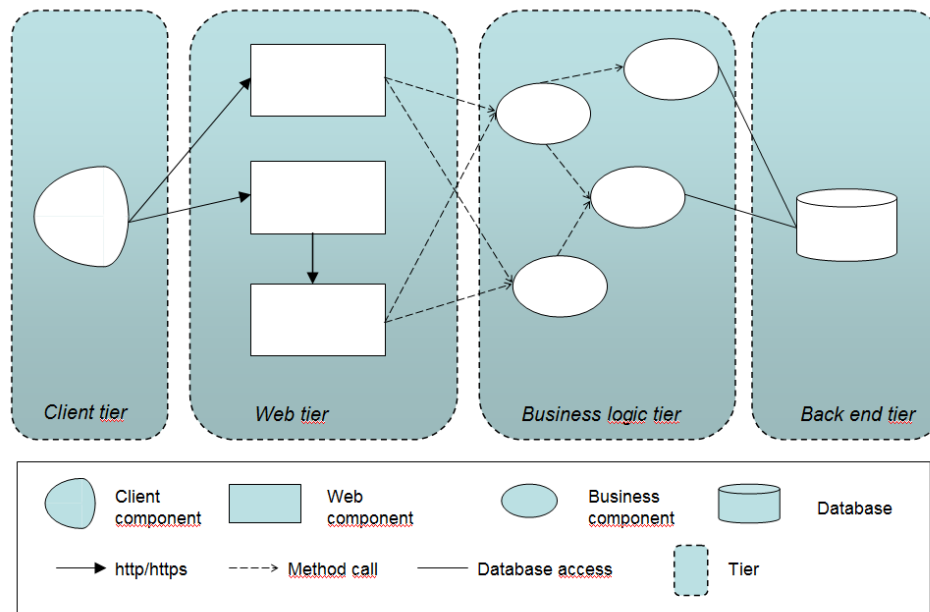 Client tier
Web tier
Business logic tier
Back end tier
Client
component
Web
component
Business
component
Database
http/https
Method call
Database access
Tier